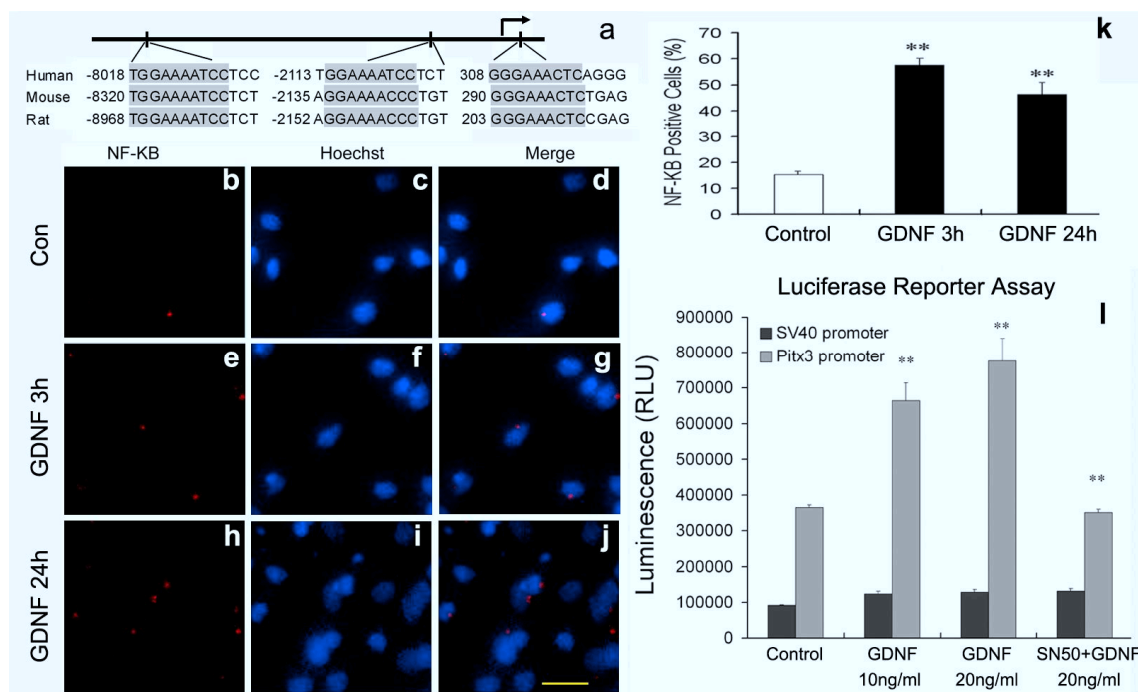 a
Human -8018 TGGAAAATCCTCC -2113 TGGAAAATCCTCT 308 GGGAAACTCAGGG
Mouse -8320 TGGAAAATCCTCT -2135 AGGAAAACCCTGT 290 GGGAAACTCTGAG
Rat -8968 TGGAAAATCCTCT -2152 AGGAAAACCCTGT 203 GGGAAACTCCGAG
NF-KB Hoechst Merge
Con b c d
GDNF 3h e f g
GDNF 24h h i j
k
NF-KB Positive Cells (%)
80
70
60
50
40
30
20
10
0
** **
Control GDNF 3h GDNF 24h
Luciferase Reporter Assay
l
Luminescence (RLU)
900000
800000
700000
600000
500000
400000
300000
200000
100000
0
SV40 promoter
Pitx3 promoter
** ** **
Control GDNF GDNF SN50+GDNF
10ng/ml 20ng/ml 20ng/ml